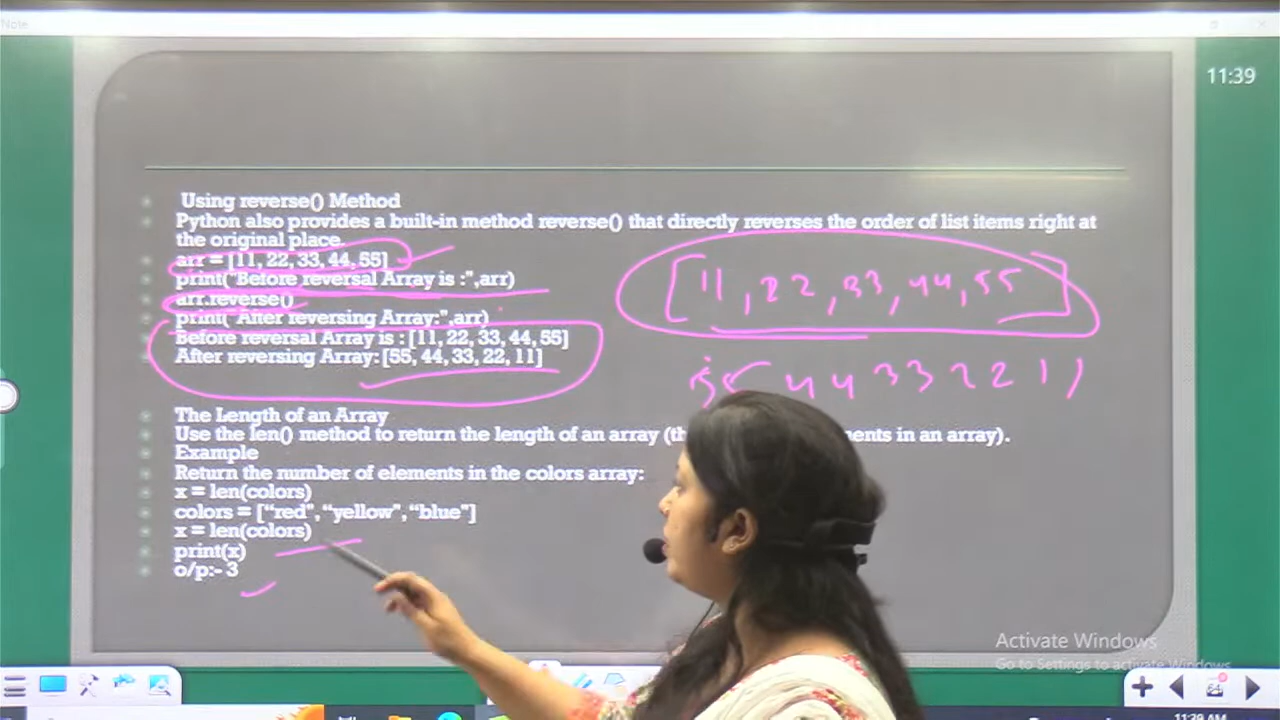 Note
11:39
Using reverse() Method
Python also provides a built-in method reverse() that directly reverses the order of list items right at
the original place.
arr = [11, 22, 33, 44, 55]
print("Before reversal Array is :",arr)
arr.reverse()
print("After reversing Array:",arr)
Before reversal Array is : [11, 22, 33, 44, 55]
After reversing Array: [55, 44, 33, 22, 11]
[11, 22, 33, 44, 55]
55 44 33 22 11
The Length of an Array
Use the len() method to return the length of an array (th ents in an array).
Example
Return the number of elements in the colors array:
x = len(colors)
colors = [“red”,“yellow”,“blue”]
x = len(colors)
print(x)
o/p:- 3
Activate Windows
Go to Settings to activate Windows.
64
11:39 AM